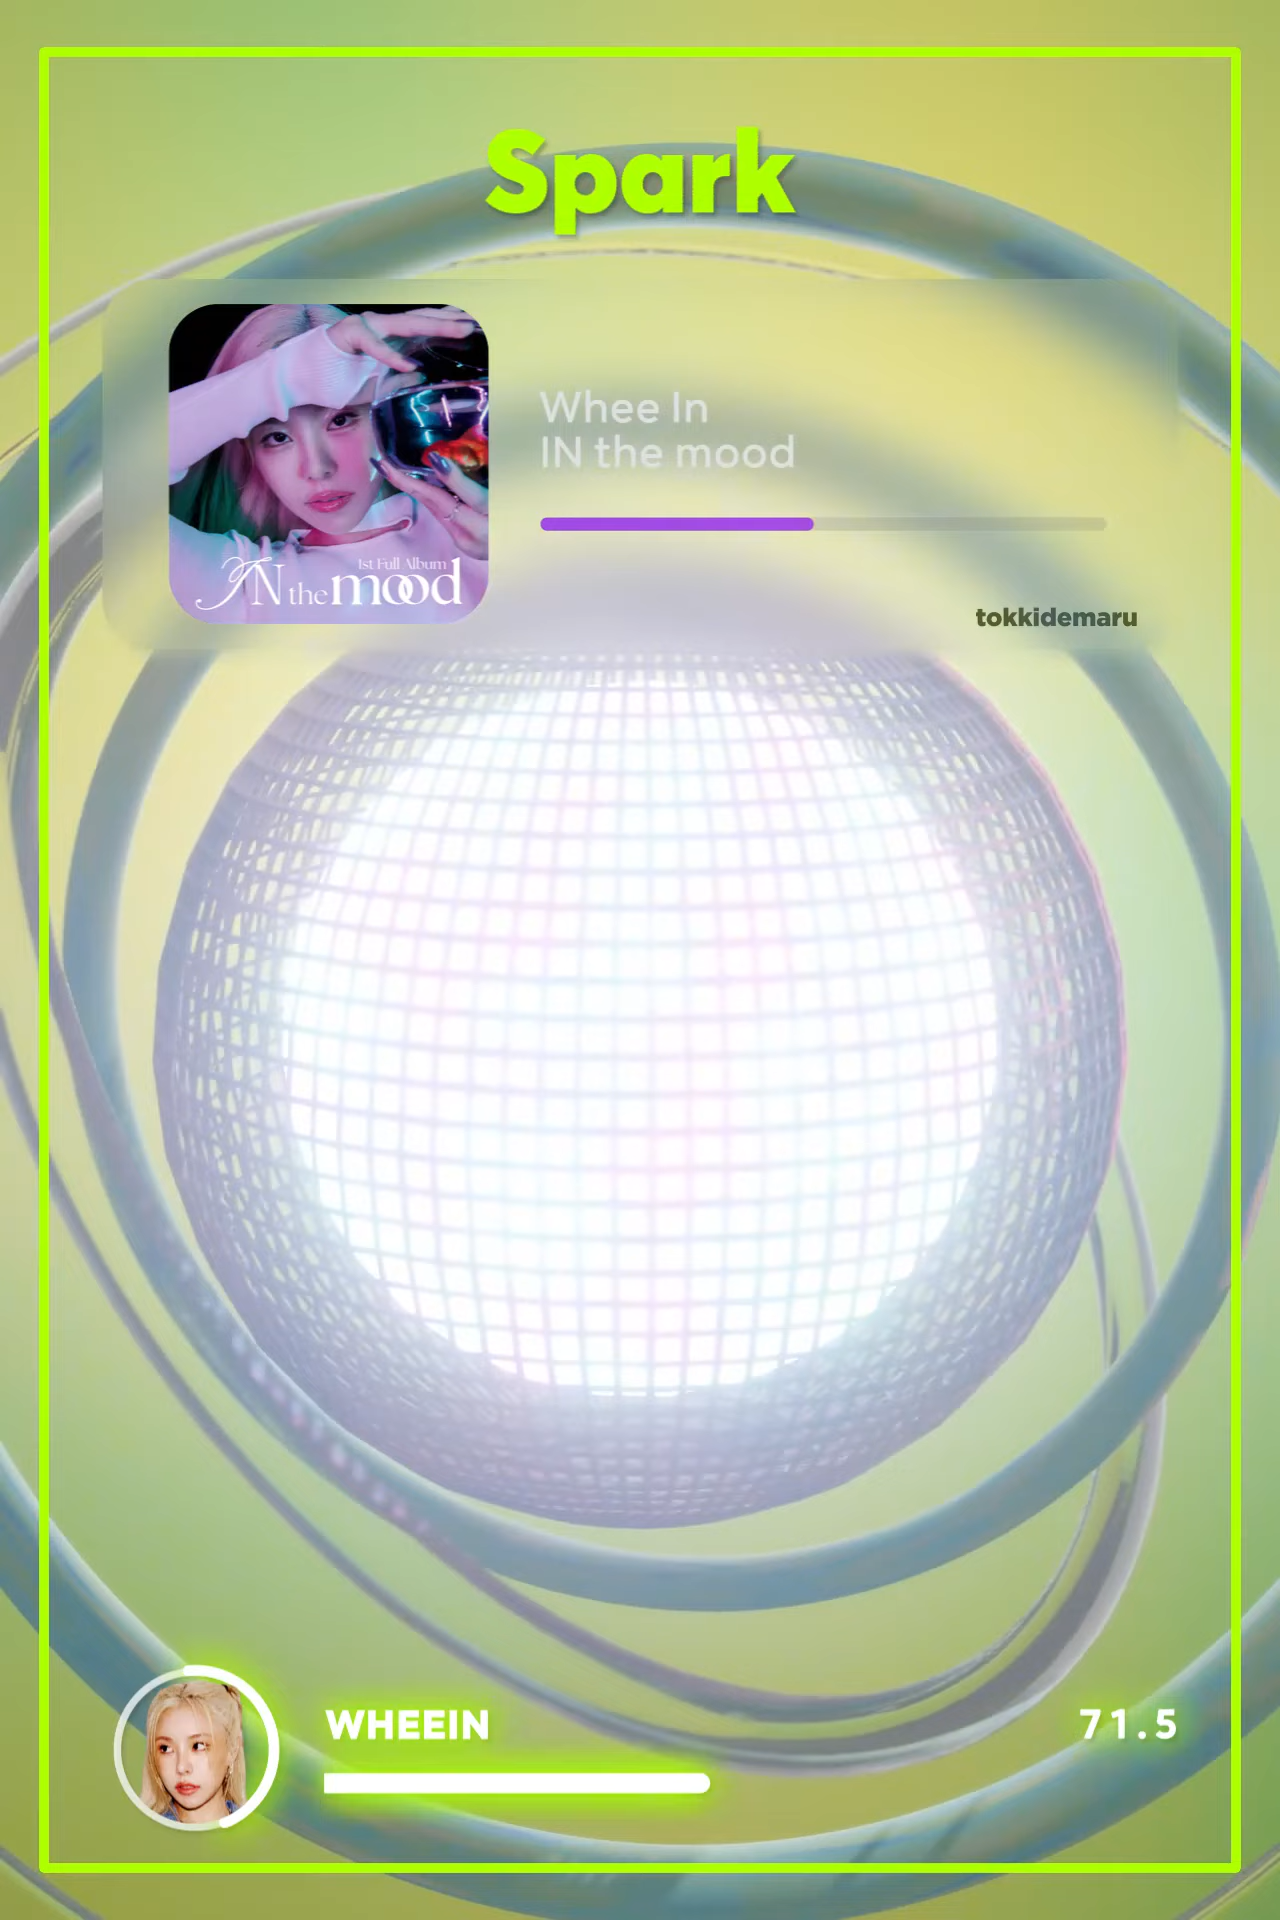 Spark
Whee In
IN the mood
1st Full Album
IN the mood
tokkidemaru
WHEEIN
71.5